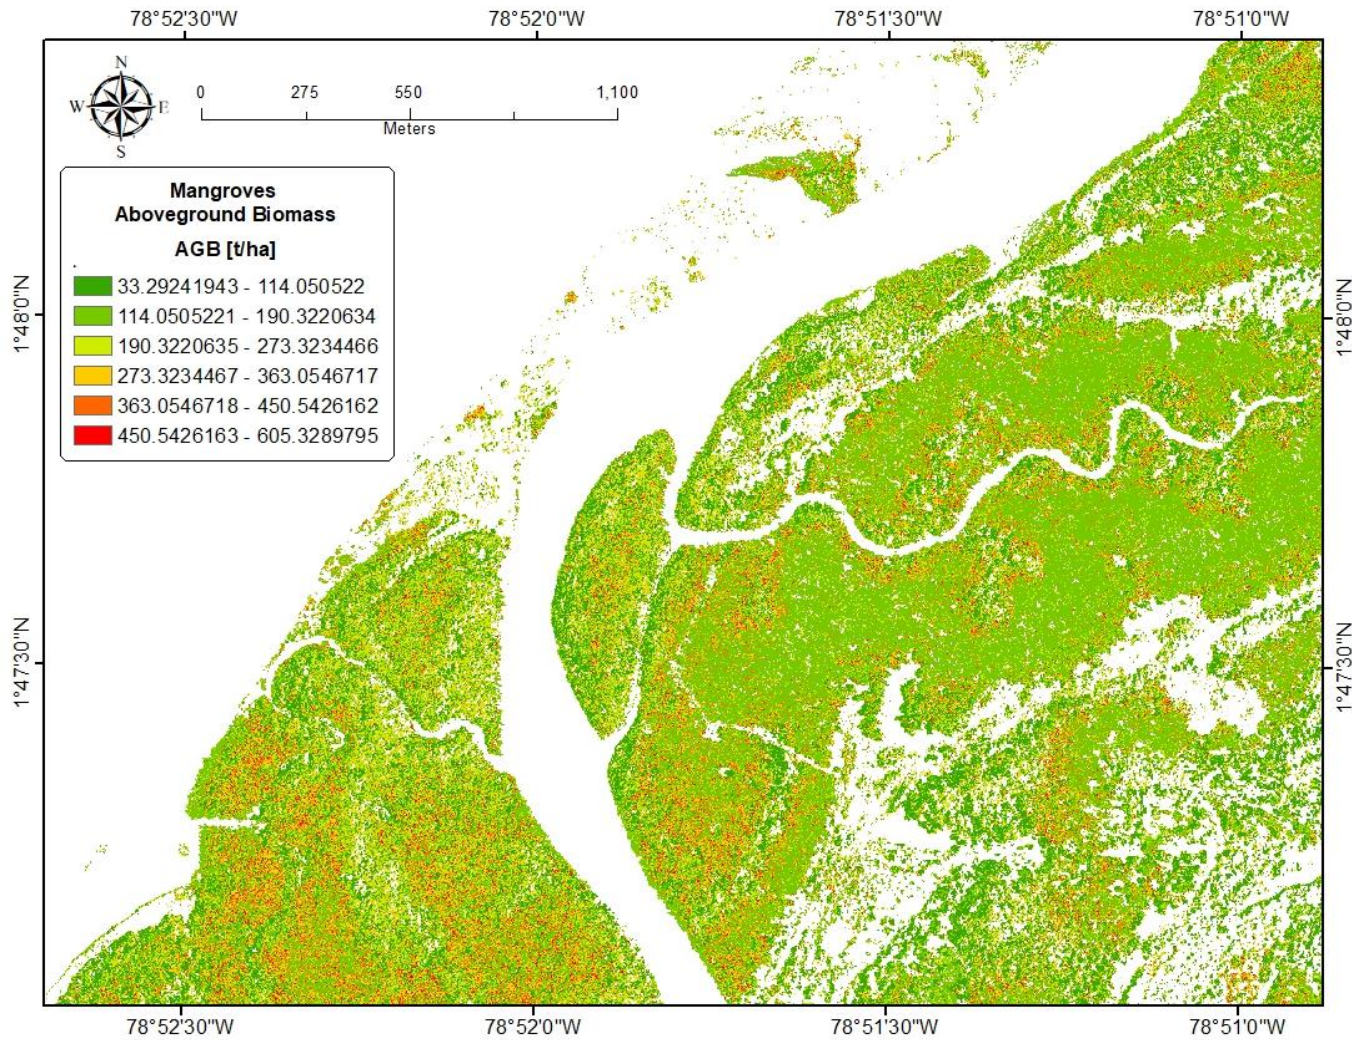 78°52'30"W 78°52'0"W 78°51'30"W 78°51'0"W
N
W E
S
0 275 550 1,100
Meters
Mangroves
Aboveground Biomass
AGB [t/ha]
33.29241943 - 114.050522
114.0505221 - 190.3220634
190.3220635 - 273.3234466
273.3234467 - 363.0546717
363.0546718 - 450.5426162
450.5426163 - 605.3289795
1°48'0"N
1°48'0"N
1°47'30"N
1°47'30"N
78°52'30"W 78°52'0"W 78°51'30"W 78°51'0"W